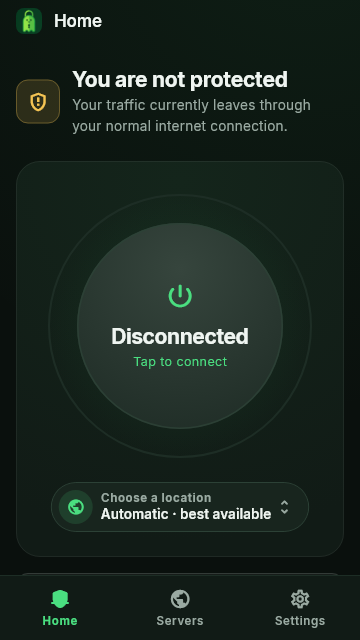 Home
You are not protected
Your traffic currently leaves through
your normal internet connection.
Disconnected
Tap to connect
Choose a location
Automatic · best available
Home
Servers
Settings